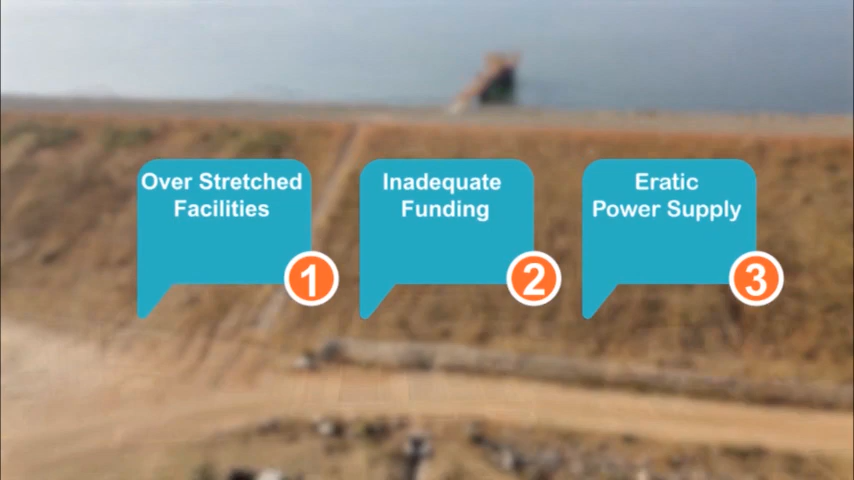 Over Stretched
Facilities
1
Inadequate
Funding
2
Eratic
Power Supply
3